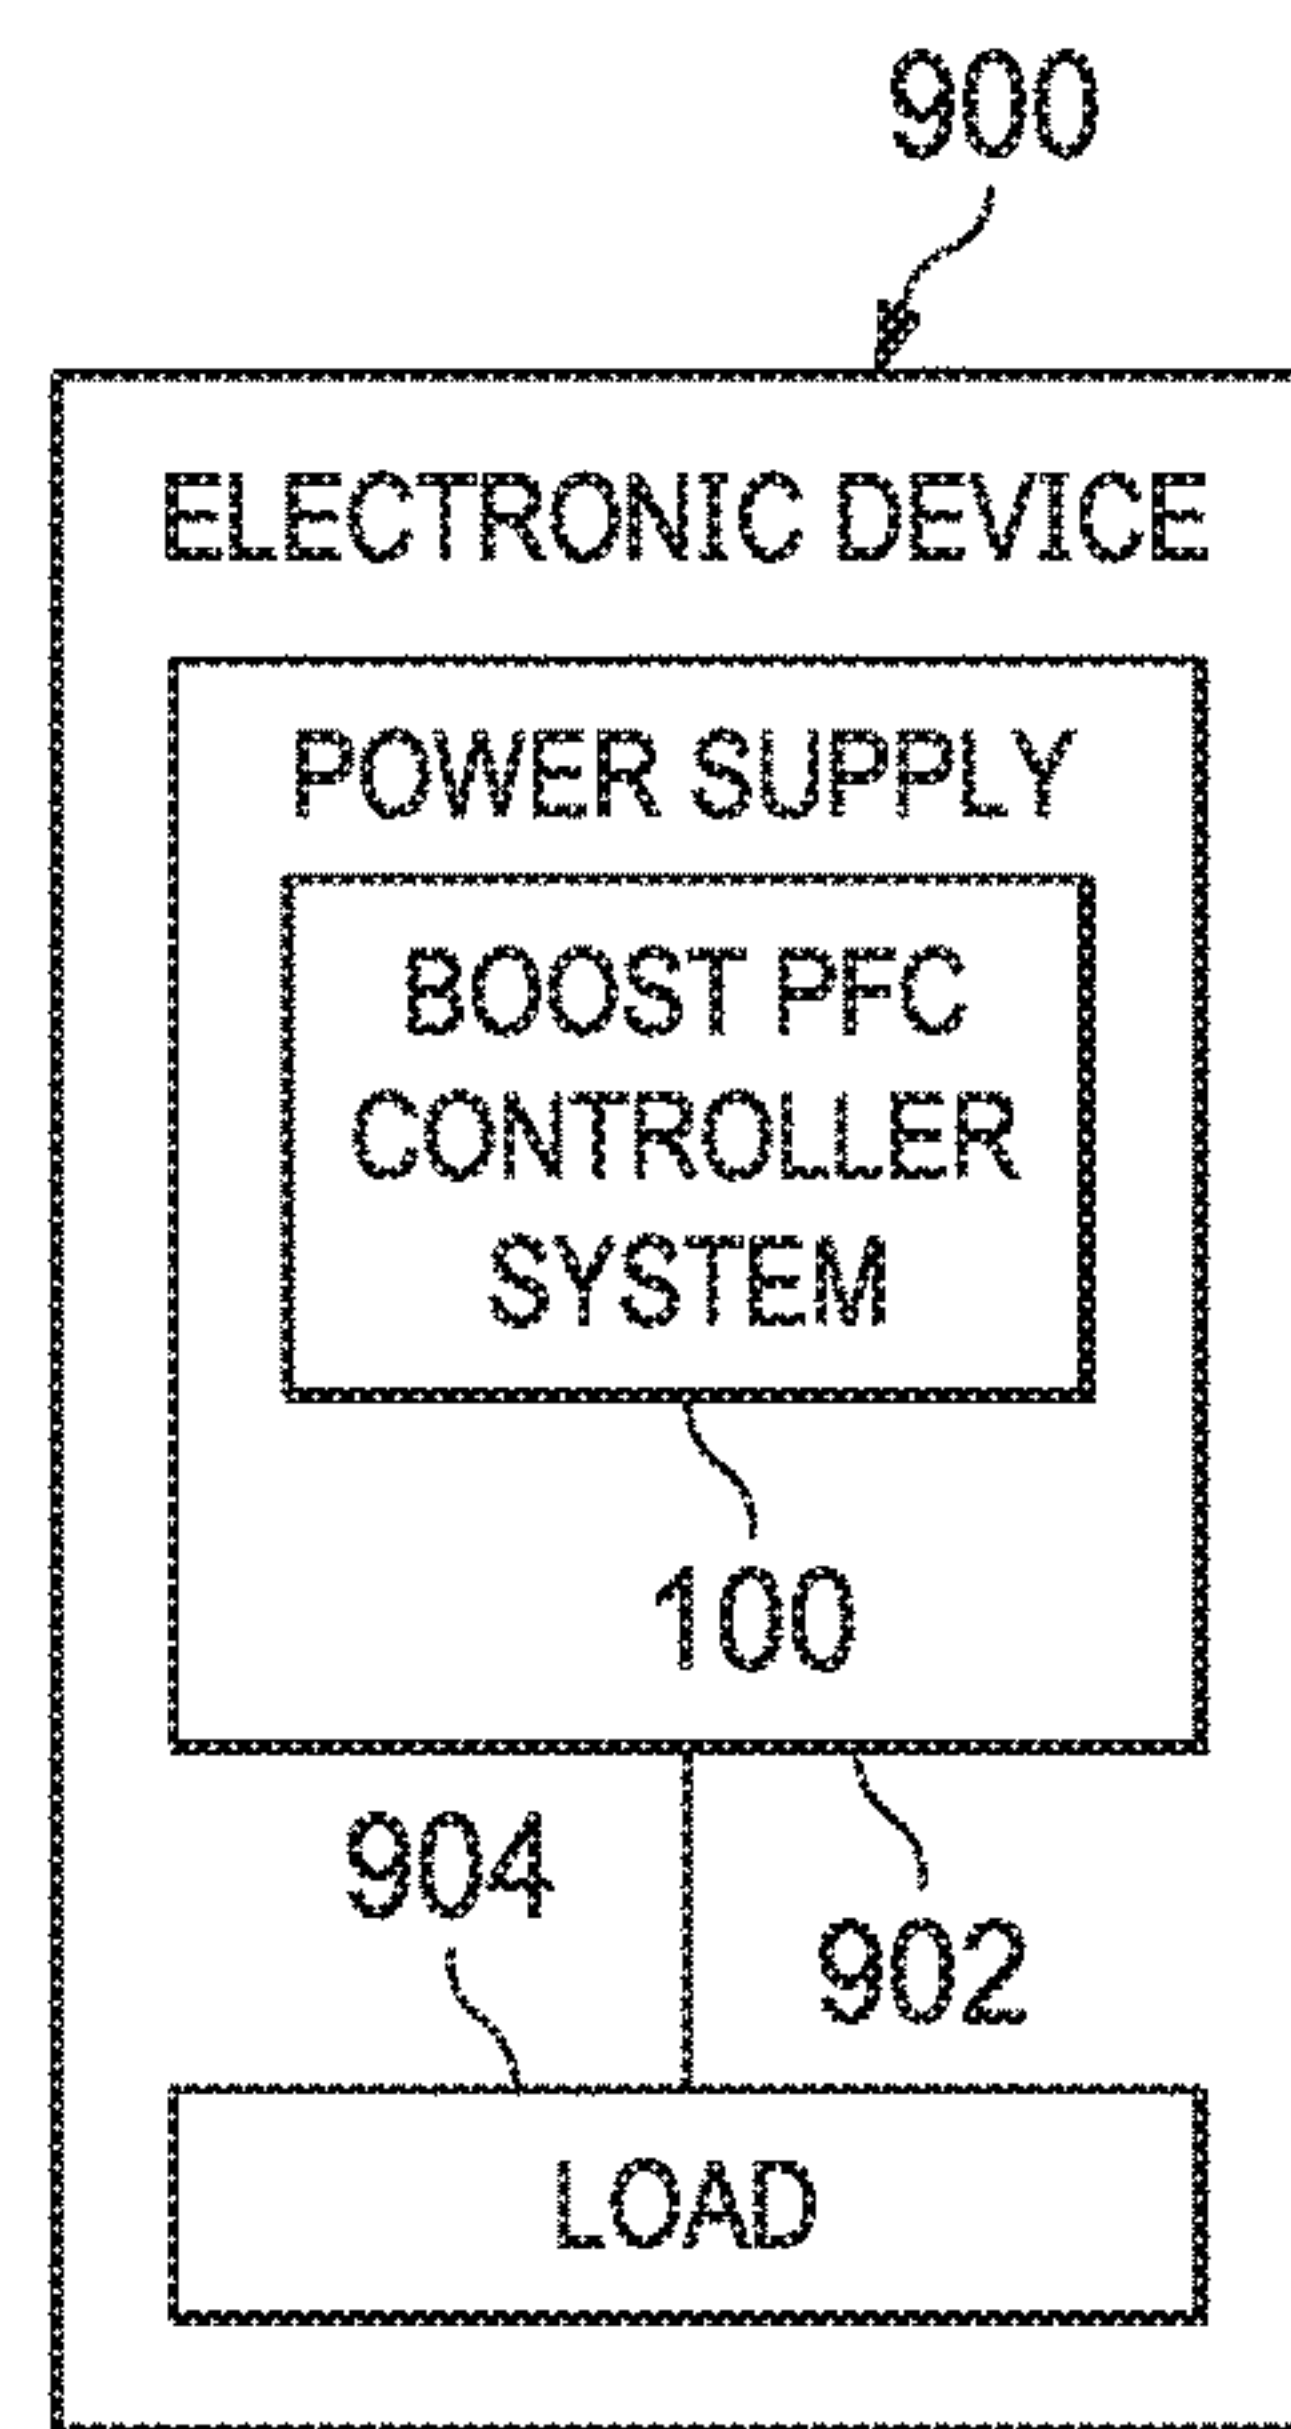 900
ELECTRONIC DEVICE
POWER SUPPLY
BOOST PFC
CONTROLLER
SYSTEM
100
904
902
LOAD